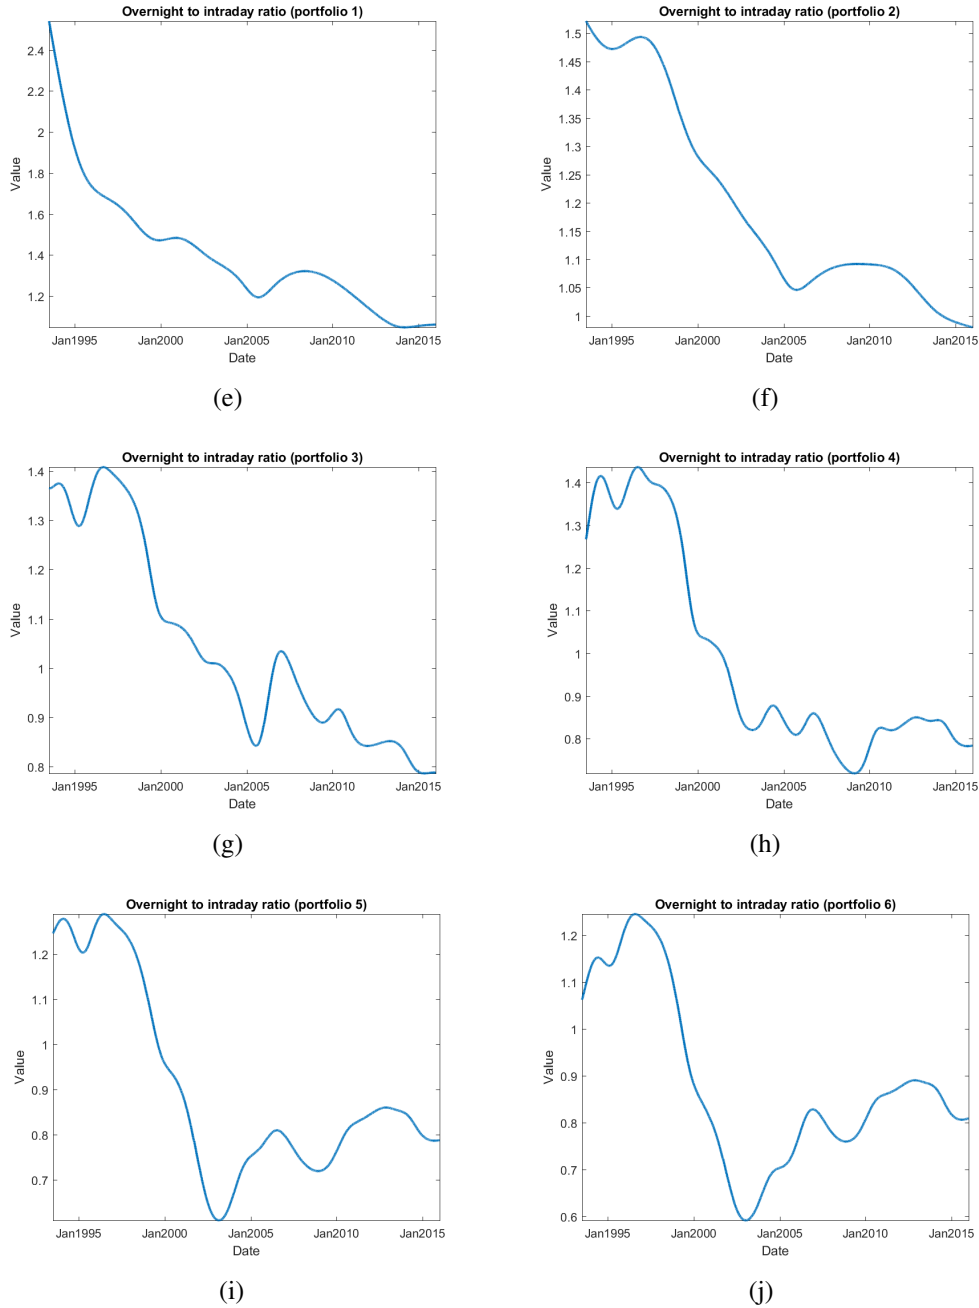 Overnight to intraday ratio (portfolio 1)
2.4
2.2
2
1.8
1.6
1.4
1.2
Value
Jan1995 Jan2000 Jan2005 Jan2010 Jan2015
Date
(e)
Overnight to intraday ratio (portfolio 2)
1.5
1.45
1.4
1.35
1.3
1.25
1.2
1.15
1.1
1.05
1
Value
Jan1995 Jan2000 Jan2005 Jan2010 Jan2015
Date
(f)
Overnight to intraday ratio (portfolio 3)
1.4
1.3
1.2
1.1
1
0.9
0.8
Value
Jan1995 Jan2000 Jan2005 Jan2010 Jan2015
Date
(g)
Overnight to intraday ratio (portfolio 4)
1.4
1.3
1.2
1.1
1
0.9
0.8
Value
Jan1995 Jan2000 Jan2005 Jan2010 Jan2015
Date
(h)
Overnight to intraday ratio (portfolio 5)
1.2
1.1
1
0.9
0.8
0.7
Value
Jan1995 Jan2000 Jan2005 Jan2010 Jan2015
Date
(i)
Overnight to intraday ratio (portfolio 6)
1.2
1.1
1
0.9
0.8
0.7
0.6
Value
Jan1995 Jan2000 Jan2005 Jan2010 Jan2015
Date
(j)